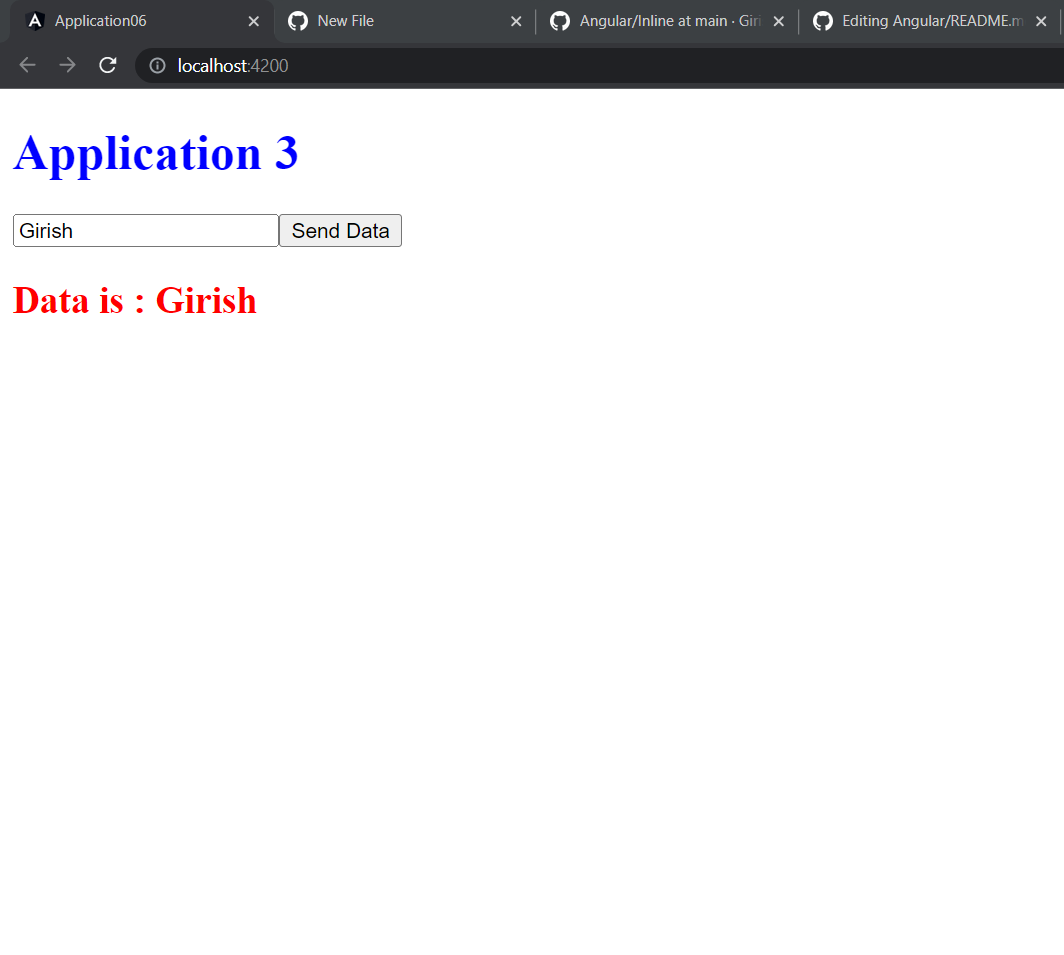 Application06 New File Angular/Inline at main · Giri Editing Angular/README.m
localhost:4200
Application 3
Girish Send Data
Data is : Girish